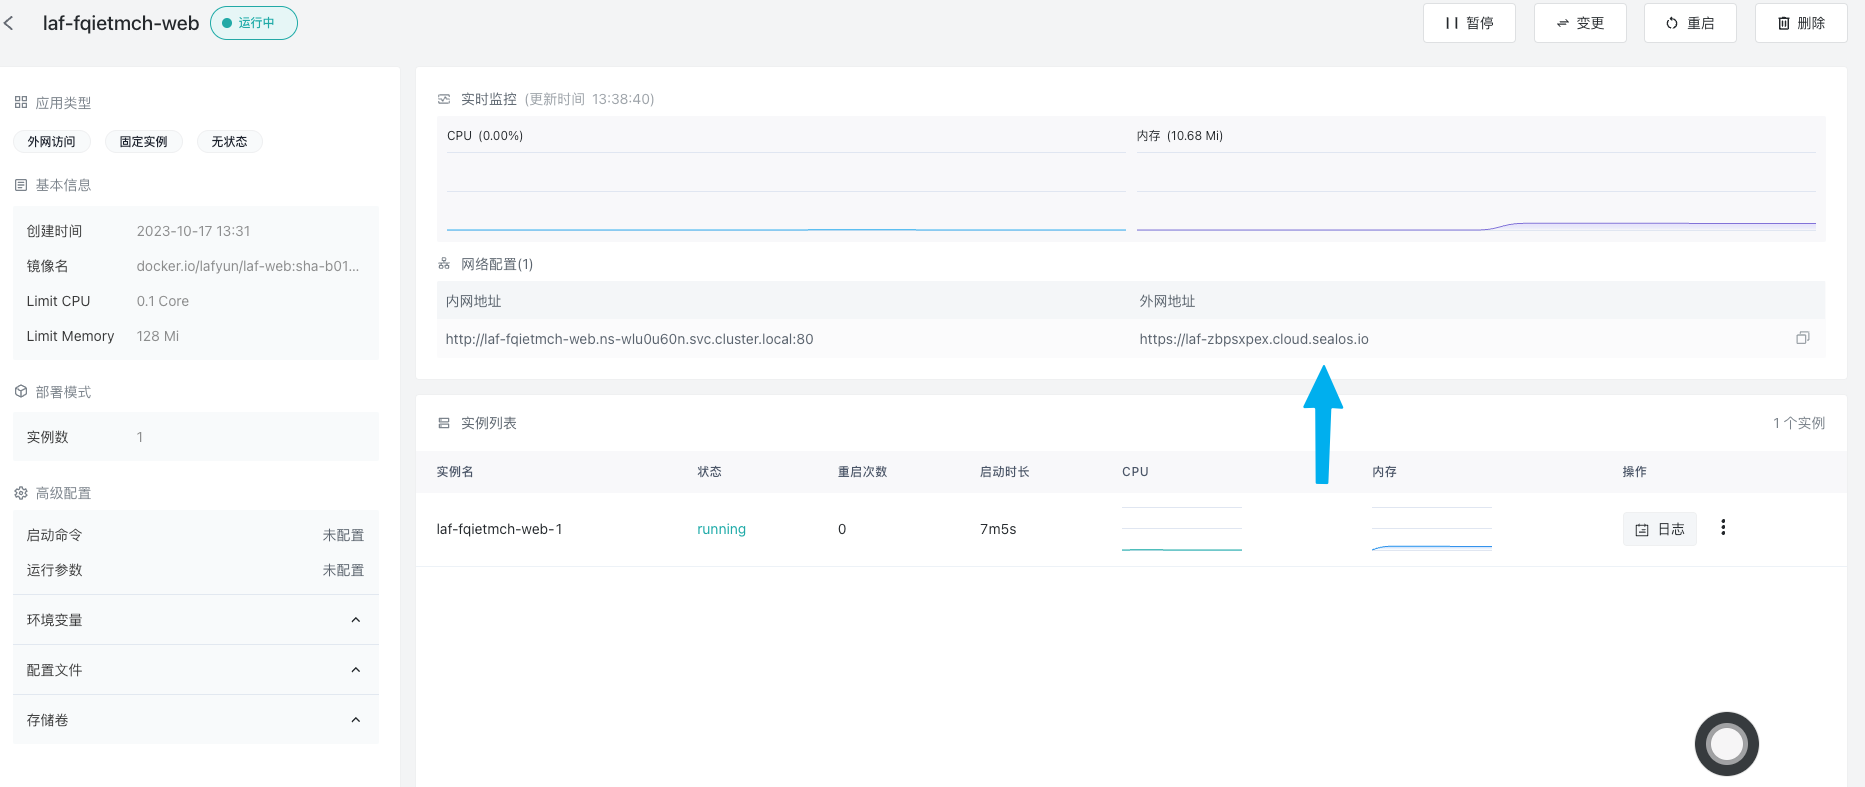 laf-fqietmch-web 运行中 暂停 变更 重启 删除
应用类型
外网访问 固定实例 无状态
基本信息
创建时间 2023-10-17 13:31
镜像名 docker.io/lafyun/laf-web:sha-b01...
Limit CPU 0.1 Core
Limit Memory 128 Mi
部署模式
实例数 1
高级配置
启动命令 未配置
运行参数 未配置
环境变量
配置文件
存储卷
实时监控 (更新时间 13:38:40)
CPU (0.00%) 内存 (10.68 Mi)
网络配置(1)
内网地址 外网地址
http://laf-fqietmch-web.ns-wlu0u60n.svc.cluster.local:80 https://laf-zbpsxpex.cloud.sealos.io
实例列表 1 个实例
实例名 状态 重启次数 启动时长 CPU 内存 操作
laf-fqietmch-web-1 running 0 7m5s 日志